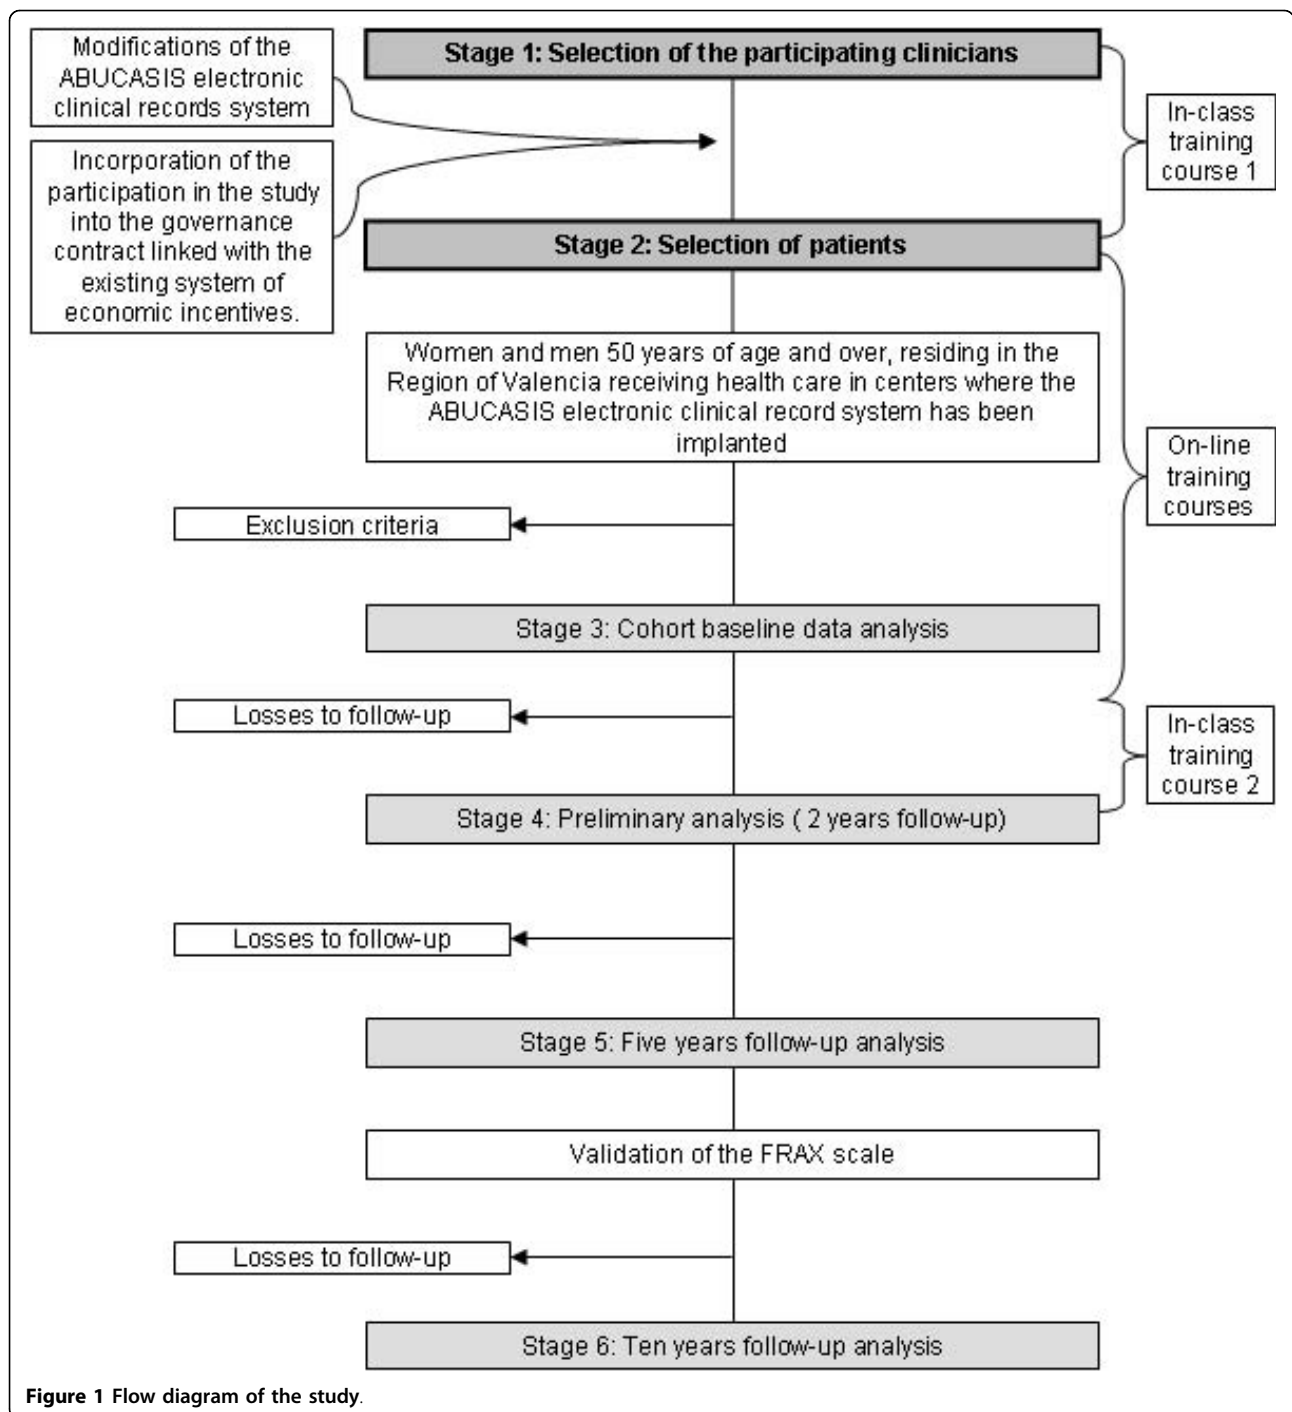 Modifications of the
ABUCASIS electronic
clinical records system
Stage 1: Selection of the participating clinicians
In-class
training
course 1
Incorporation of the
participation in the study
into the governance
contract linked with the
existing system of
economic incentives.
Stage 2: Selection of patients
Women and men 50 years of age and over, residing in the
Region of Valencia receiving health care in centers where the
ABUCASIS electronic clinical record system has been
implanted
On-line
training
courses
Exclusion criteria
Stage 3: Cohort baseline data analysis
Losses to follow-up
In-class
training
course 2
Stage 4: Preliminary analysis ( 2 years follow-up)
Losses to follow-up
Stage 5: Five years follow-up analysis
Validation of the FRAX scale
Losses to follow-up
Stage 6: Ten years follow-up analysis
Figure 1 Flow diagram of the study.